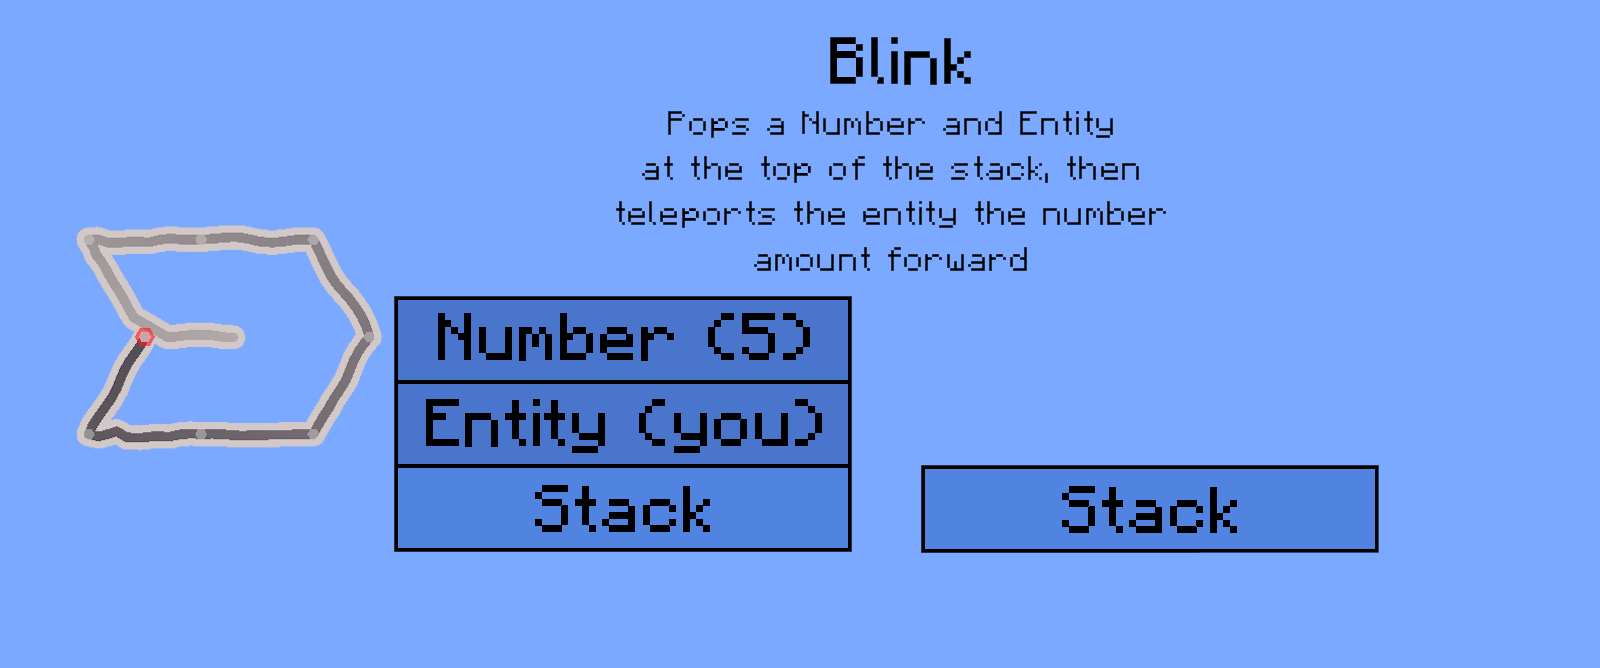 Blink
Pops a Number and Entity
at the top of the stack, then
teleports the entity the number
amount forward
Number (5)
Entity (you)
Stack
Stack